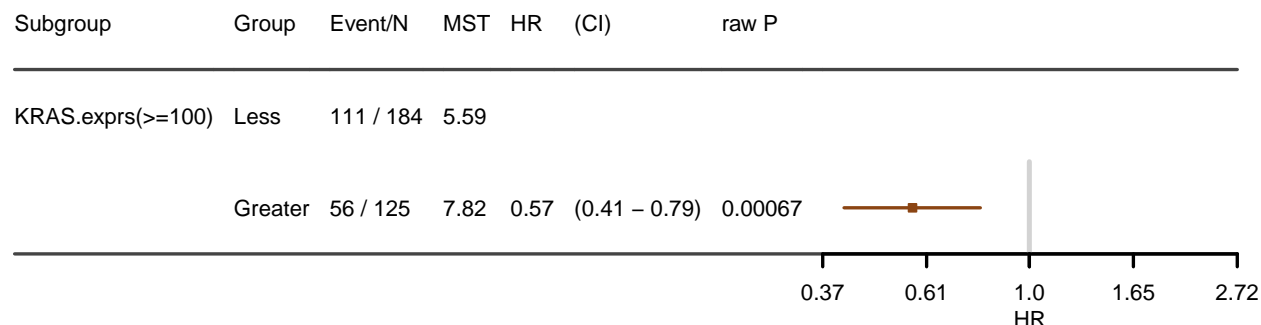 Subgroup Group Event/N MST HR (CI) raw P
KRAS.exprs(>=100) Less 111 / 184 5.59
Greater 56 / 125 7.82 0.57 (0.41 − 0.79) 0.00067
0.37 0.61 1.0 1.65 2.72
HR